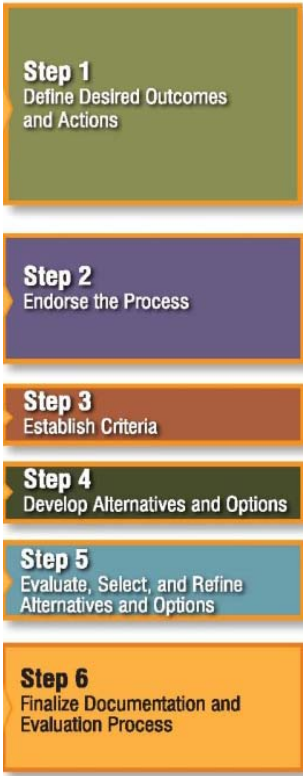 Step 1
Define Desired Outcomes
and Actions
Step 2
Endorse the Process
Step 3
Establish Criteria
Step 4
Develop Alternatives and Options
Step 5
Evaluate, Select, and Refine
Alternatives and Options
Step 6
Finalize Documentation and
Evaluation Process